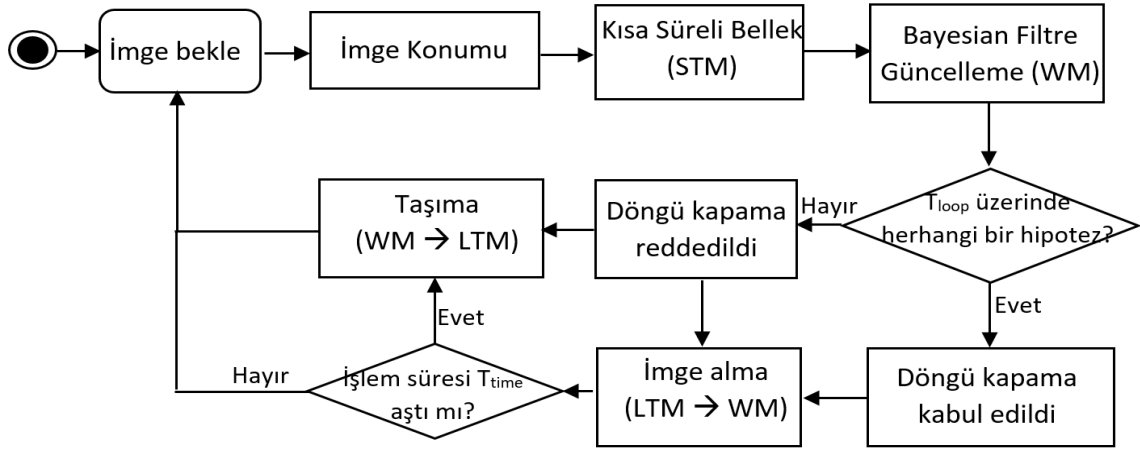 İmge bekle
İmge Konumu
Kısa Süreli Bellek
(STM)
Bayesian Filtre
Güncelleme (WM)
Tloop üzerinde
herhangi bir hipotez?
Hayır
Döngü kapama
reddedildi
Taşıma
(WM → LTM)
Evet
Evet
Döngü kapama
kabul edildi
İmge alma
(LTM → WM)
İşlem süresi Ttime
aştı mı?
Hayır